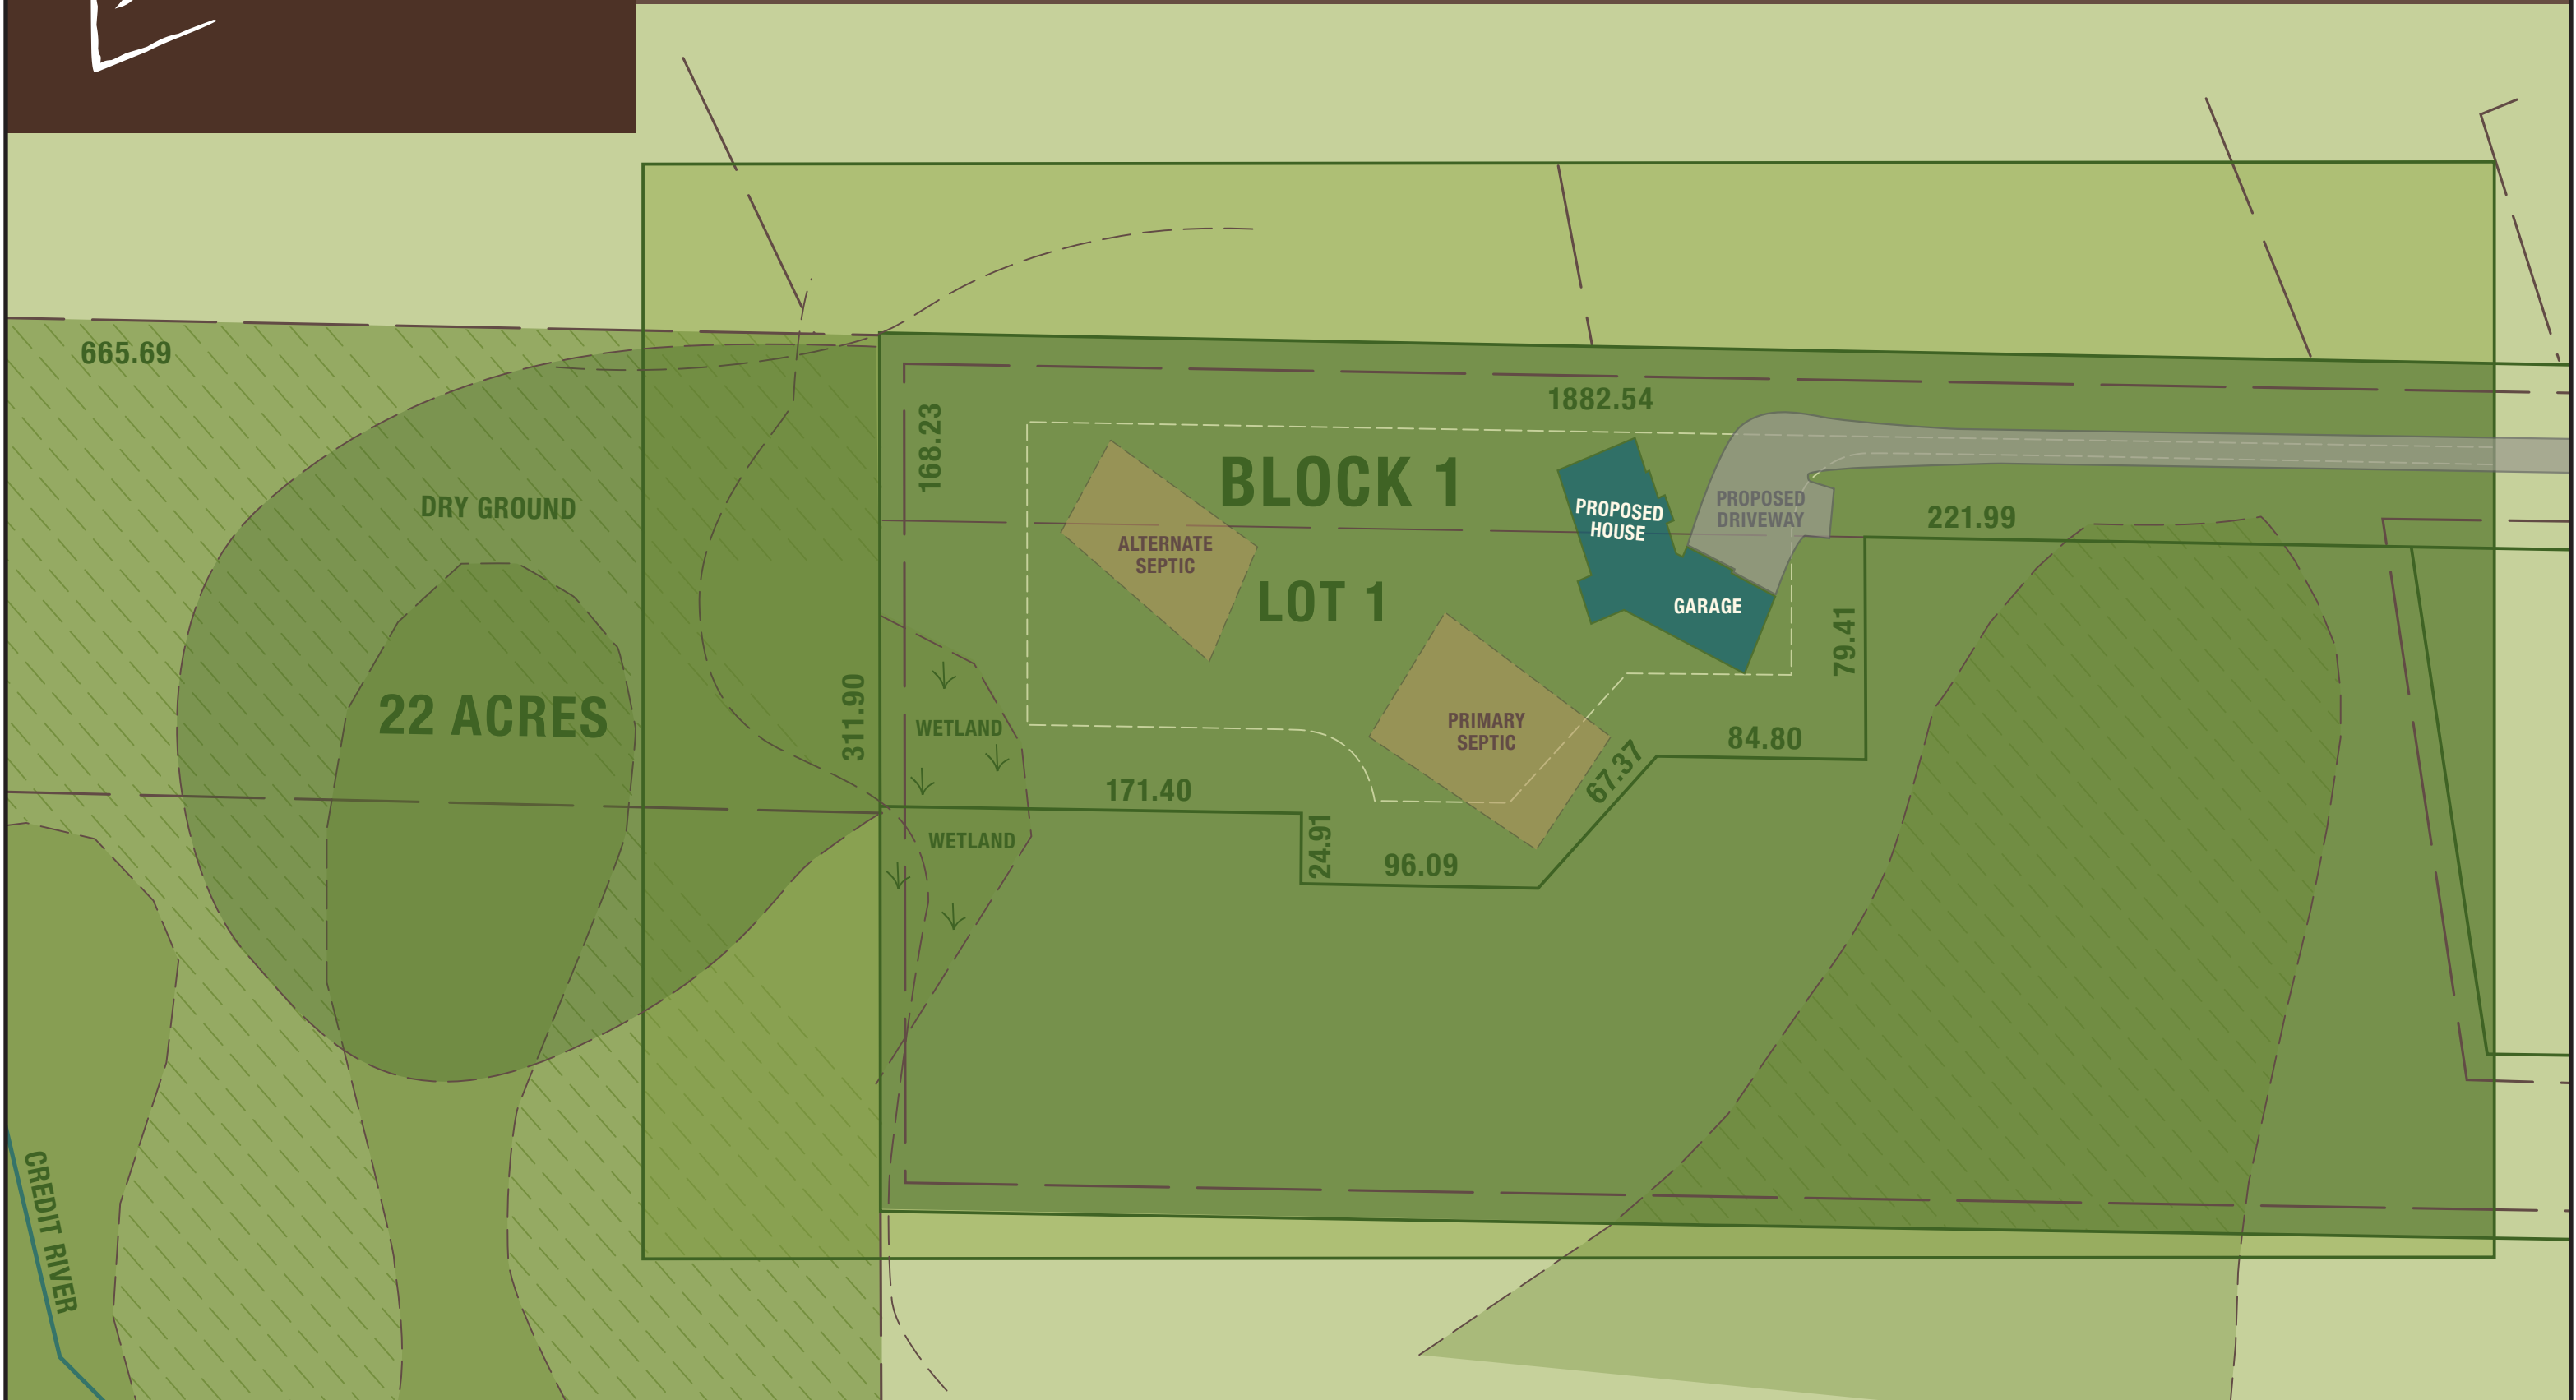 665.69
1882.54
168.23
BLOCK 1
DRY GROUND
PROPOSED
HOUSE
PROPOSED
DRIVEWAY
221.99
ALTERNATE
SEPTIC
LOT 1
GARAGE
79.41
22 ACRES
311.90
WETLAND
PRIMARY
SEPTIC
84.80
67.37
171.40
WETLAND
24.91
96.09
CREDIT RIVER